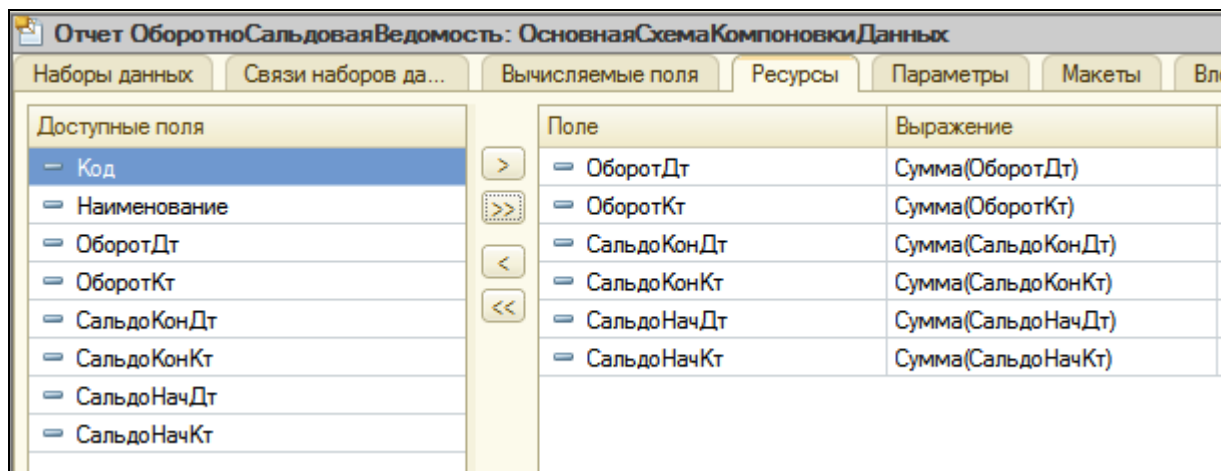 Отчет ОборотноСальдоваяВедомость: ОсновнаяСхемаКомпоновкиДанных
Наборы данных Связи наборов да... Вычисляемые поля Ресурсы Параметры Макеты Вл
Доступные поля Поле Выражение
Код > ОборотДт Сумма(ОборотДт)
Наименование >> ОборотКт Сумма(ОборотКт)
ОборотДт СальдоКонДт Сумма(СальдоКонДт)
< 
ОборотКт СальдоКонКт Сумма(СальдоКонКт)
<<
СальдоКонДт СальдоНачДт Сумма(СальдоНачДт)
СальдоКонКт СальдоНачКт Сумма(СальдоНачКт)
СальдоНачДт
СальдоНачКт